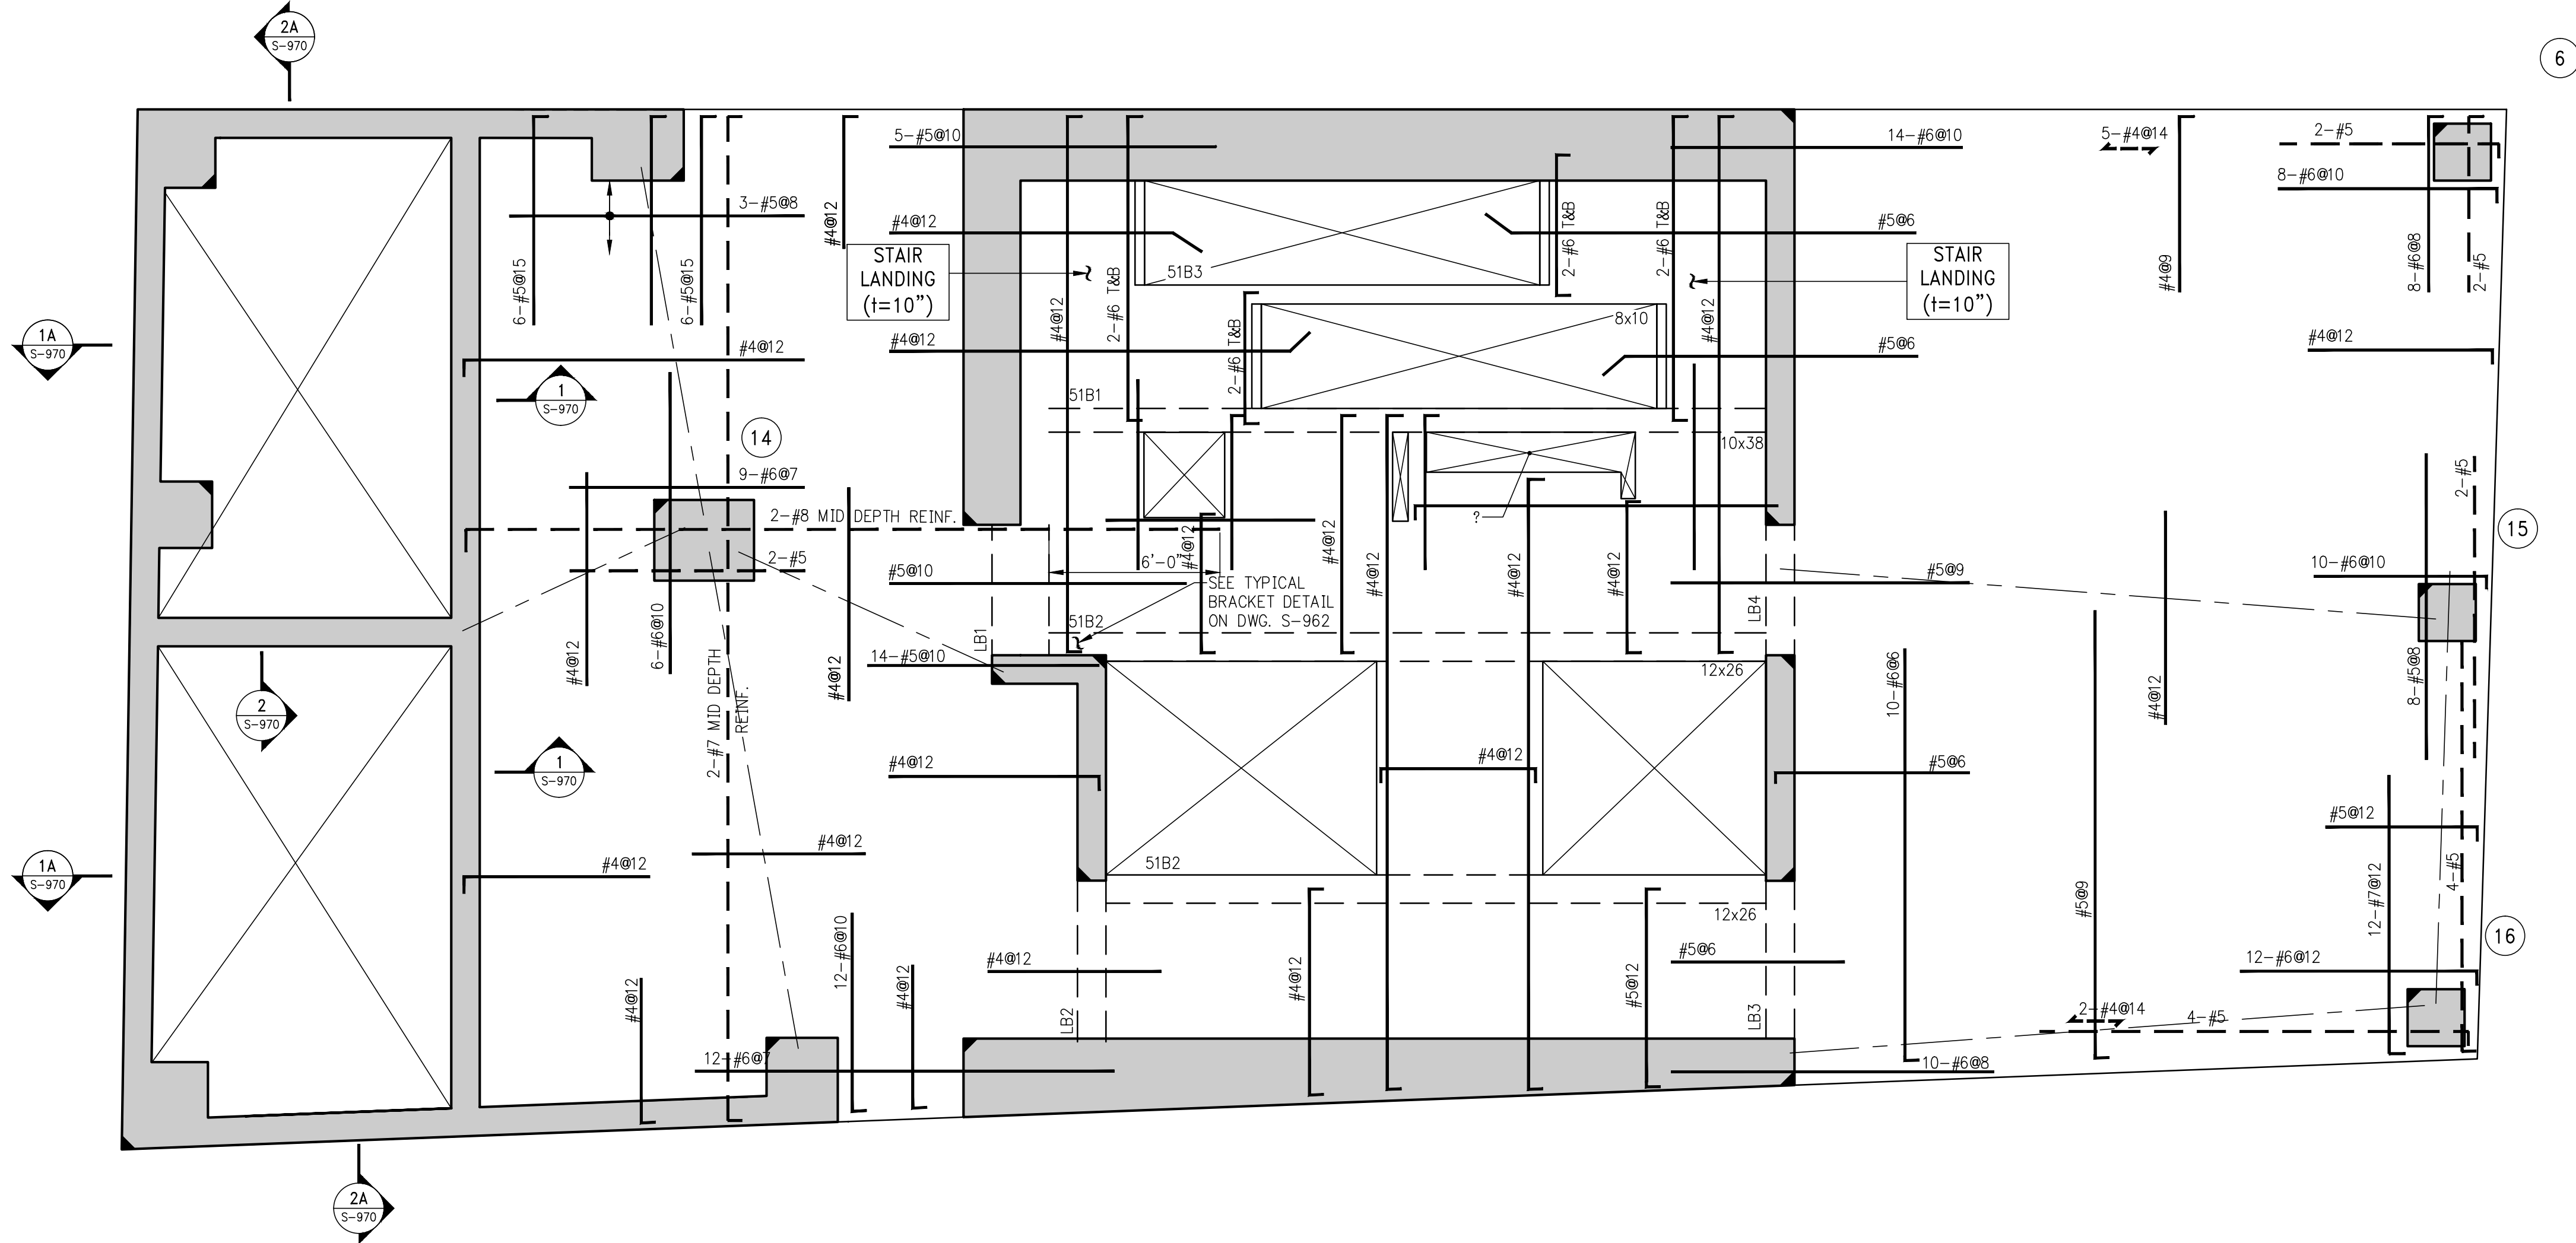 2A
S-970
6
5-#5@10
14-#6@10
5-#4@14
2-#5
8-#6@10
3-#5@8
#4@12
6-#5@15
6-#5@15
#4@12
#5@6
STAIR
LANDING
(t=10")
51B3
2-#6 T&B
2-#6 T&B
2-#6 T&B
2-#6 T&B
#4@12
#4@12
STAIR
LANDING
(t=10")
#4@9
8-#6@8
2-#5
1A
S-970
#4@12
#4@12
8x10
#5@6
#4@12
1
S-970
51B1
14
10x38
9-#6@7
2-#8 MID DEPTH REINF.
?
2-#5
15
2-#5
6'-0"
#4@12
#4@12
#4@12
#4@12
#4@12
#5@10
SEE TYPICAL
BRACKET DETAIL
ON DWG. S-962
#5@9
10-#6@10
#4@12
6-#6@10
LB1
51B2
LB4
14-#5@10
12x26
#4@12
2-#7 MID DEPTH
REINF.
10-#6@6
#4@12
8-#5@8
2
S-970
1
S-970
#4@12
#4@12
#5@6
#5@12
#4@12
#4@12
51B2
1A
S-970
#5@9
12-#7@12
4-#5
12x26
16
12-#6@10
#4@12
#4@12
#4@12
#4@12
#5@12
#5@6
12-#6@12
LB2
LB3
2-#4@14
4-#5
12-#6@7
10-#6@8
2A
S-970